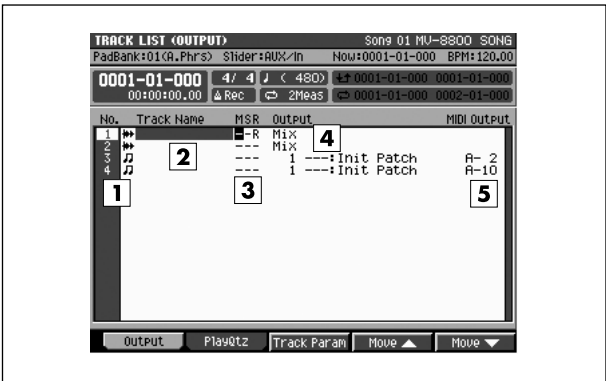 TRACK LIST (OUTPUT) Song 01 MV-8800 SONG
PadBank:01(A.Phrs) Slider:AUX/In Now:0001-01-000 BPM:120.00
0001-01-000 4/ 4 ♩ ( 480) 0001-01-000 0001-01-000
00:00:00.00 Rec 2Meas 0001-01-000 0002-01-000
No. Track Name MSR Output MIDI Output
1 --R Mix
2 --- Mix
3 --- 1 ---:Init Patch A- 2
4 --- 1 ---:Init Patch A-10
1 2 3 4 5
Output PlayQtz Track Param Move ▲ Move ▼